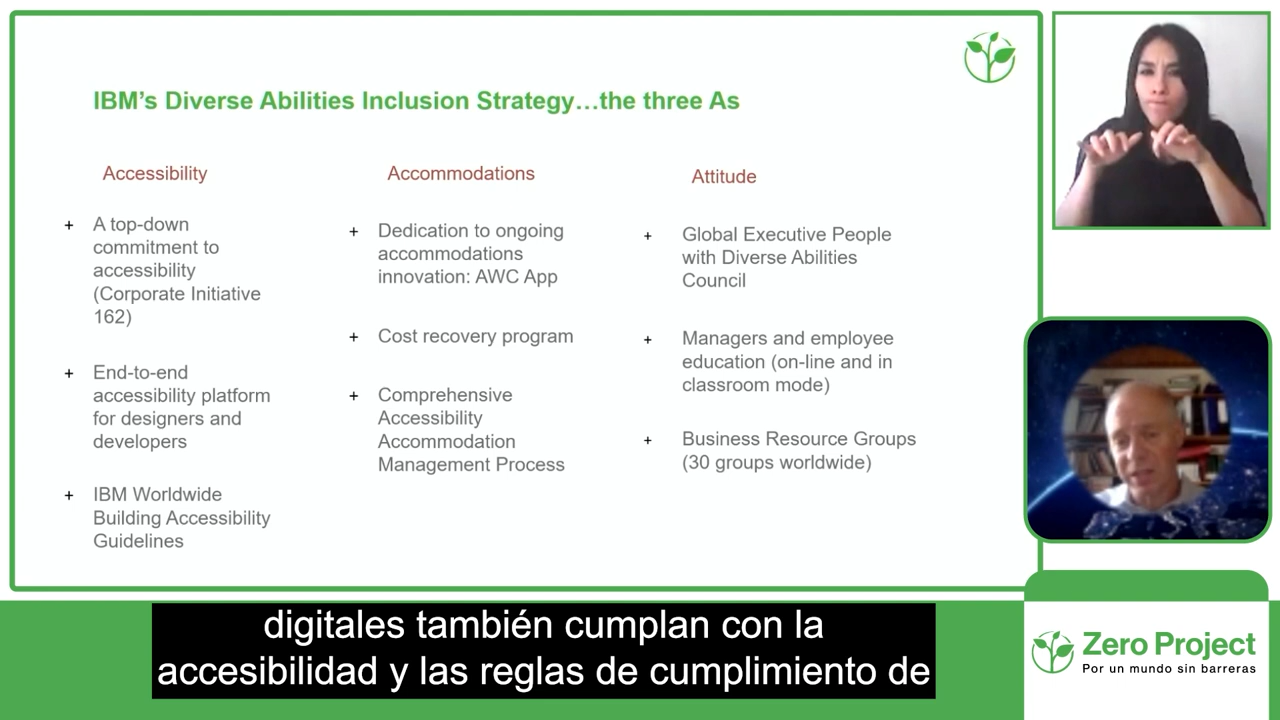 IBM’s Diverse Abilities Inclusion Strategy…the three As
Accessibility
+ A top-down
commitment to
accessibility
(Corporate Initiative
162)
+ End-to-end
accessibility platform
for designers and
developers
+ IBM Worldwide
Building Accessibility
Guidelines
Accommodations
+ Dedication to ongoing
accommodations
innovation: AWC App
+ Cost recovery program
+ Comprehensive
Accessibility
Accommodation
Management Process
Attitude
+ Global Executive People
with Diverse Abilities
Council
+ Managers and employee
education (on-line and in
classroom mode)
+ Business Resource Groups
(30 groups worldwide)
digitales también cumplan con la
accesibilidad y las reglas de cumplimiento de
Zero Project
Por un mundo sin barreras